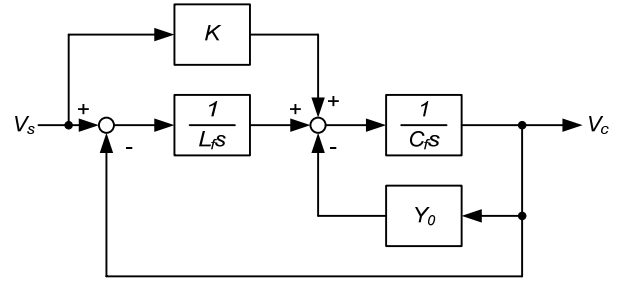 K
+ + +
V_s 1/(L_f s) 1/(C_f s) V_c
- -
Y_0